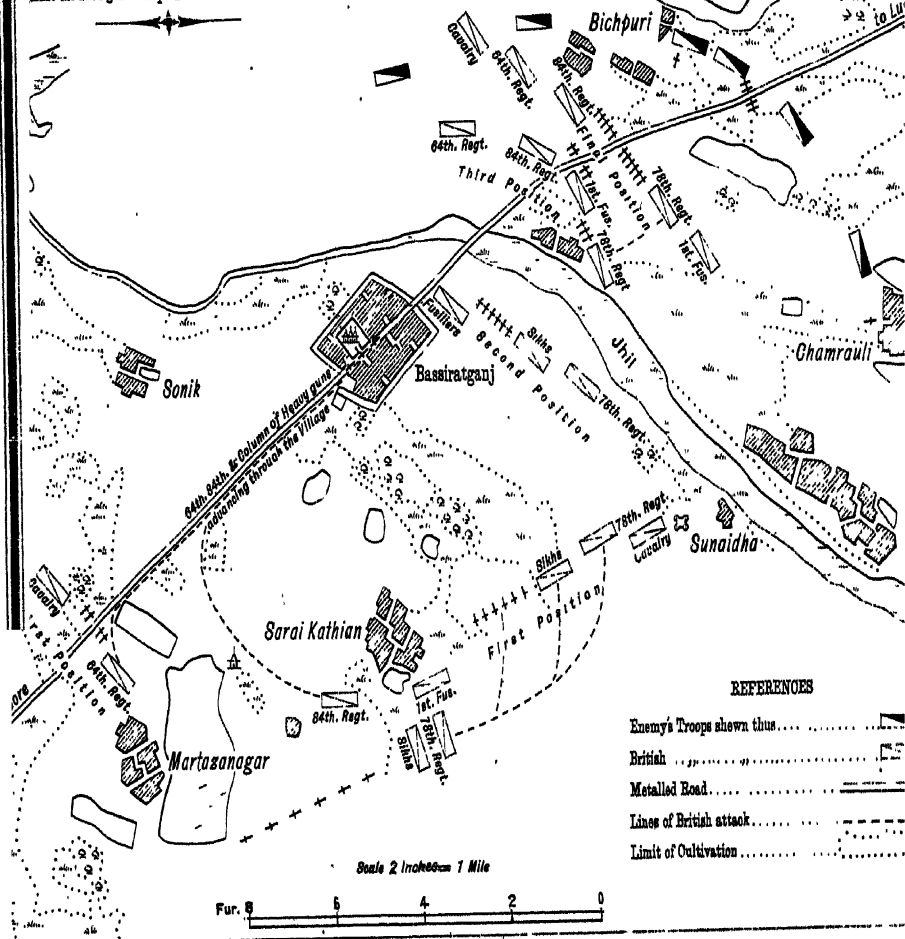 Bichpuri
to
Cavalry
64th. Regt.
84th. Regt.
64th. Regt.
84th. Regt.
Final Position
Third Position
78th. Regt.
1st. Fus.
1st. Fus.
78th. Regt
Fusiliers
Sikhs
Second Position
78th. Regt.
Jhil
Chamrauli
Sonik
Bassiratganj
64th. 84th. & Column of Heavy guns
advancing through the Village
Sunaidha
78th. Regt.
Cavalry
Sikhs
First Position
Sarai Kathian
Cavalry
Position
64th. Regt.
84th. Regt.
1st. Fus.
78th. Regt.
Sikhs
Martazanagar
REFERENCES
Enemy's Troops shewn thus
British
Metalled Road
Lines of British attack
Limit of Cultivation
Scale 2 Inches = 1 Mile
Fur. 8 6 4 2 0